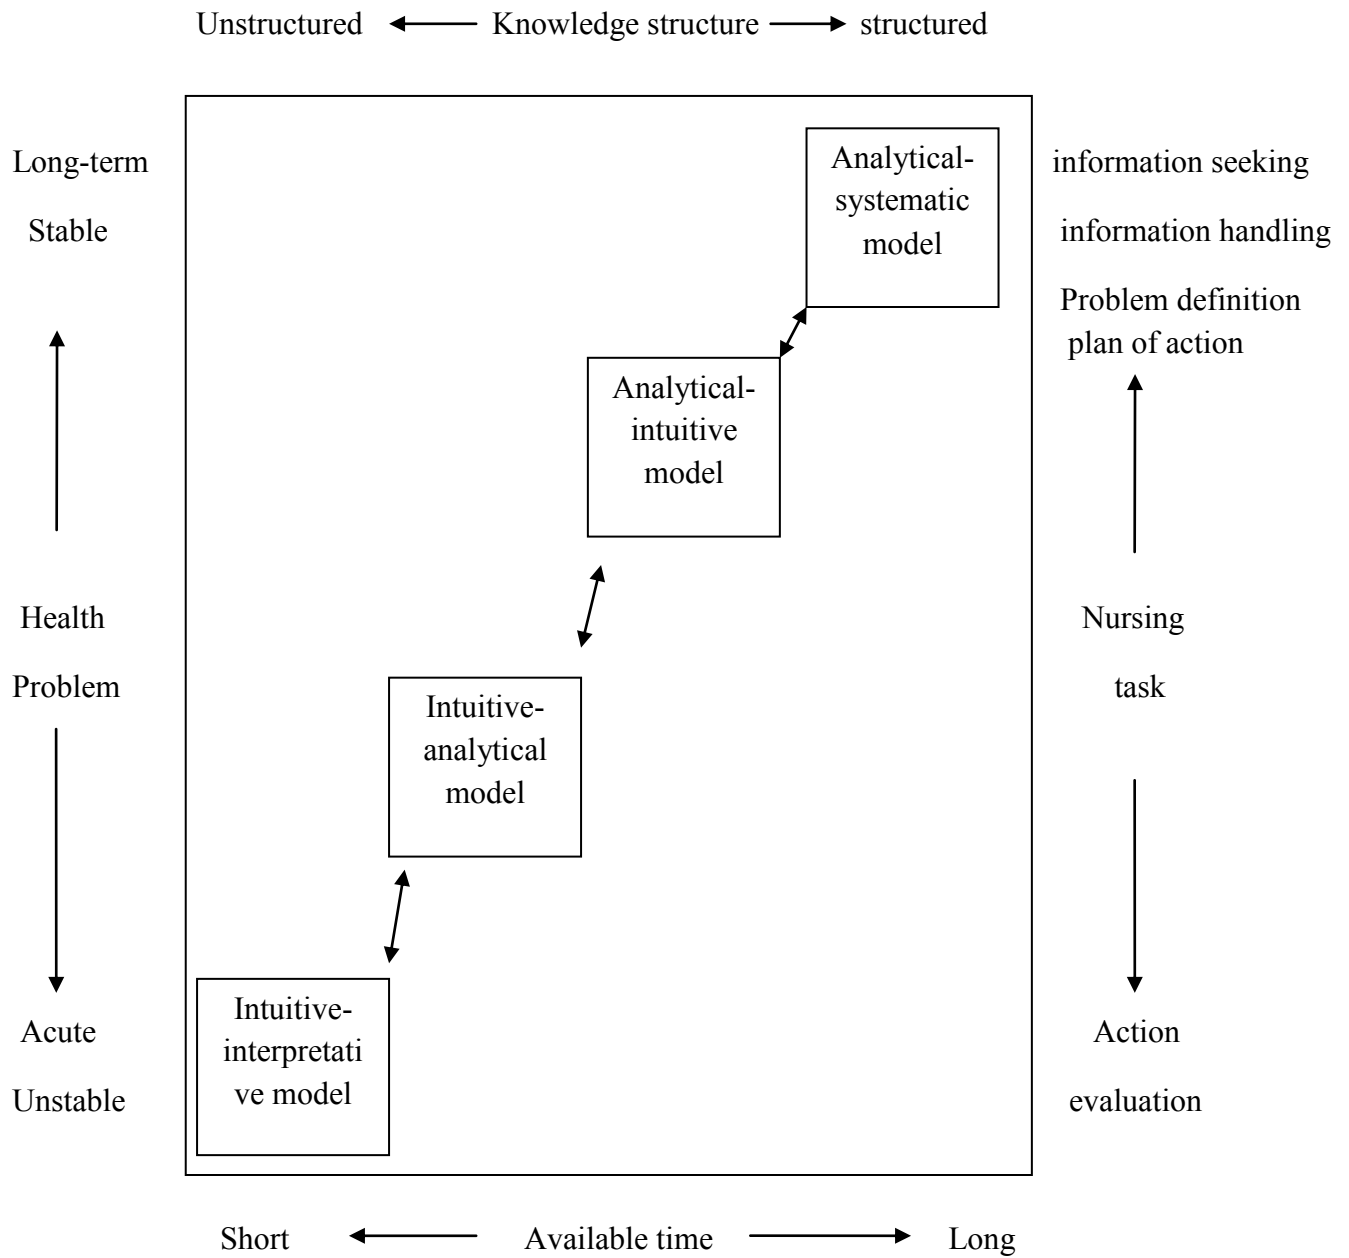 Unstructured Knowledge structure structured
Long-term
Stable
Health
Problem
Acute
Unstable
Analytical-
systematic
model
Analytical-
intuitive
model
Intuitive-
analytical
model
Intuitive-
interpretati
ve model
information seeking
information handling
Problem definition
plan of action
Nursing
task
Action
evaluation
Short Available time Long